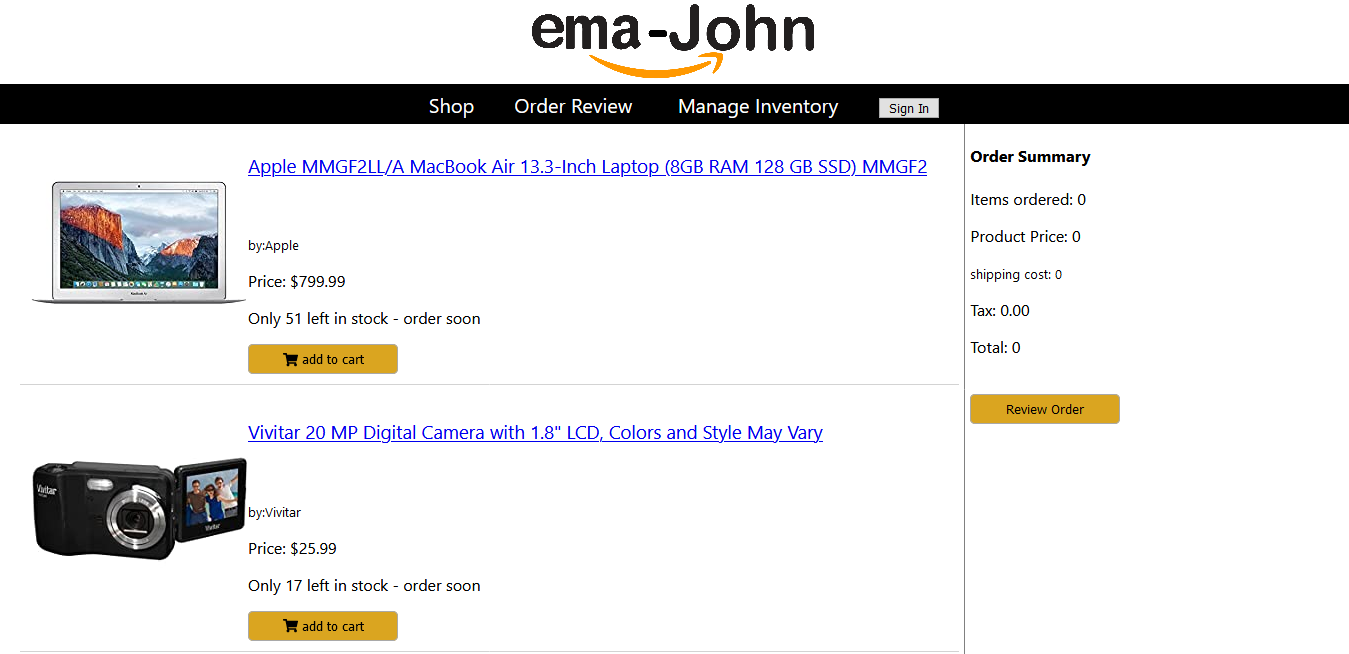 ema-John
Shop Order Review Manage Inventory Sign In
Apple MMGF2LL/A MacBook Air 13.3-Inch Laptop (8GB RAM 128 GB SSD) MMGF2
by:Apple
Price: $799.99
Only 51 left in stock - order soon
add to cart
Vivitar 20 MP Digital Camera with 1.8" LCD, Colors and Style May Vary
Vivitar
Vivitar
by:Vivitar
Price: $25.99
Only 17 left in stock - order soon
add to cart
Order Summary
Items ordered: 0
Product Price: 0
shipping cost: 0
Tax: 0.00
Total: 0
Review Order